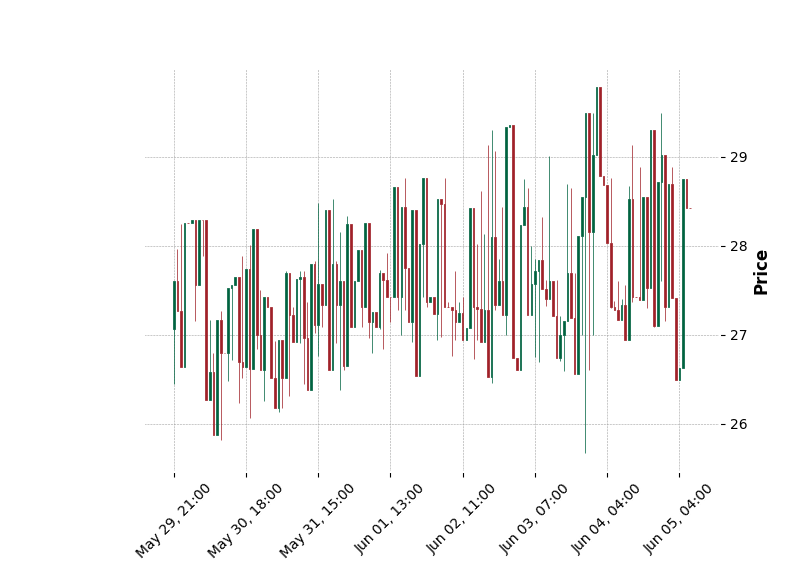 29
28
27
26
Price
May 29, 21:00
May 30, 18:00
May 31, 15:00
Jun 01, 13:00
Jun 02, 11:00
Jun 03, 07:00
Jun 04, 04:00
Jun 05, 04:00